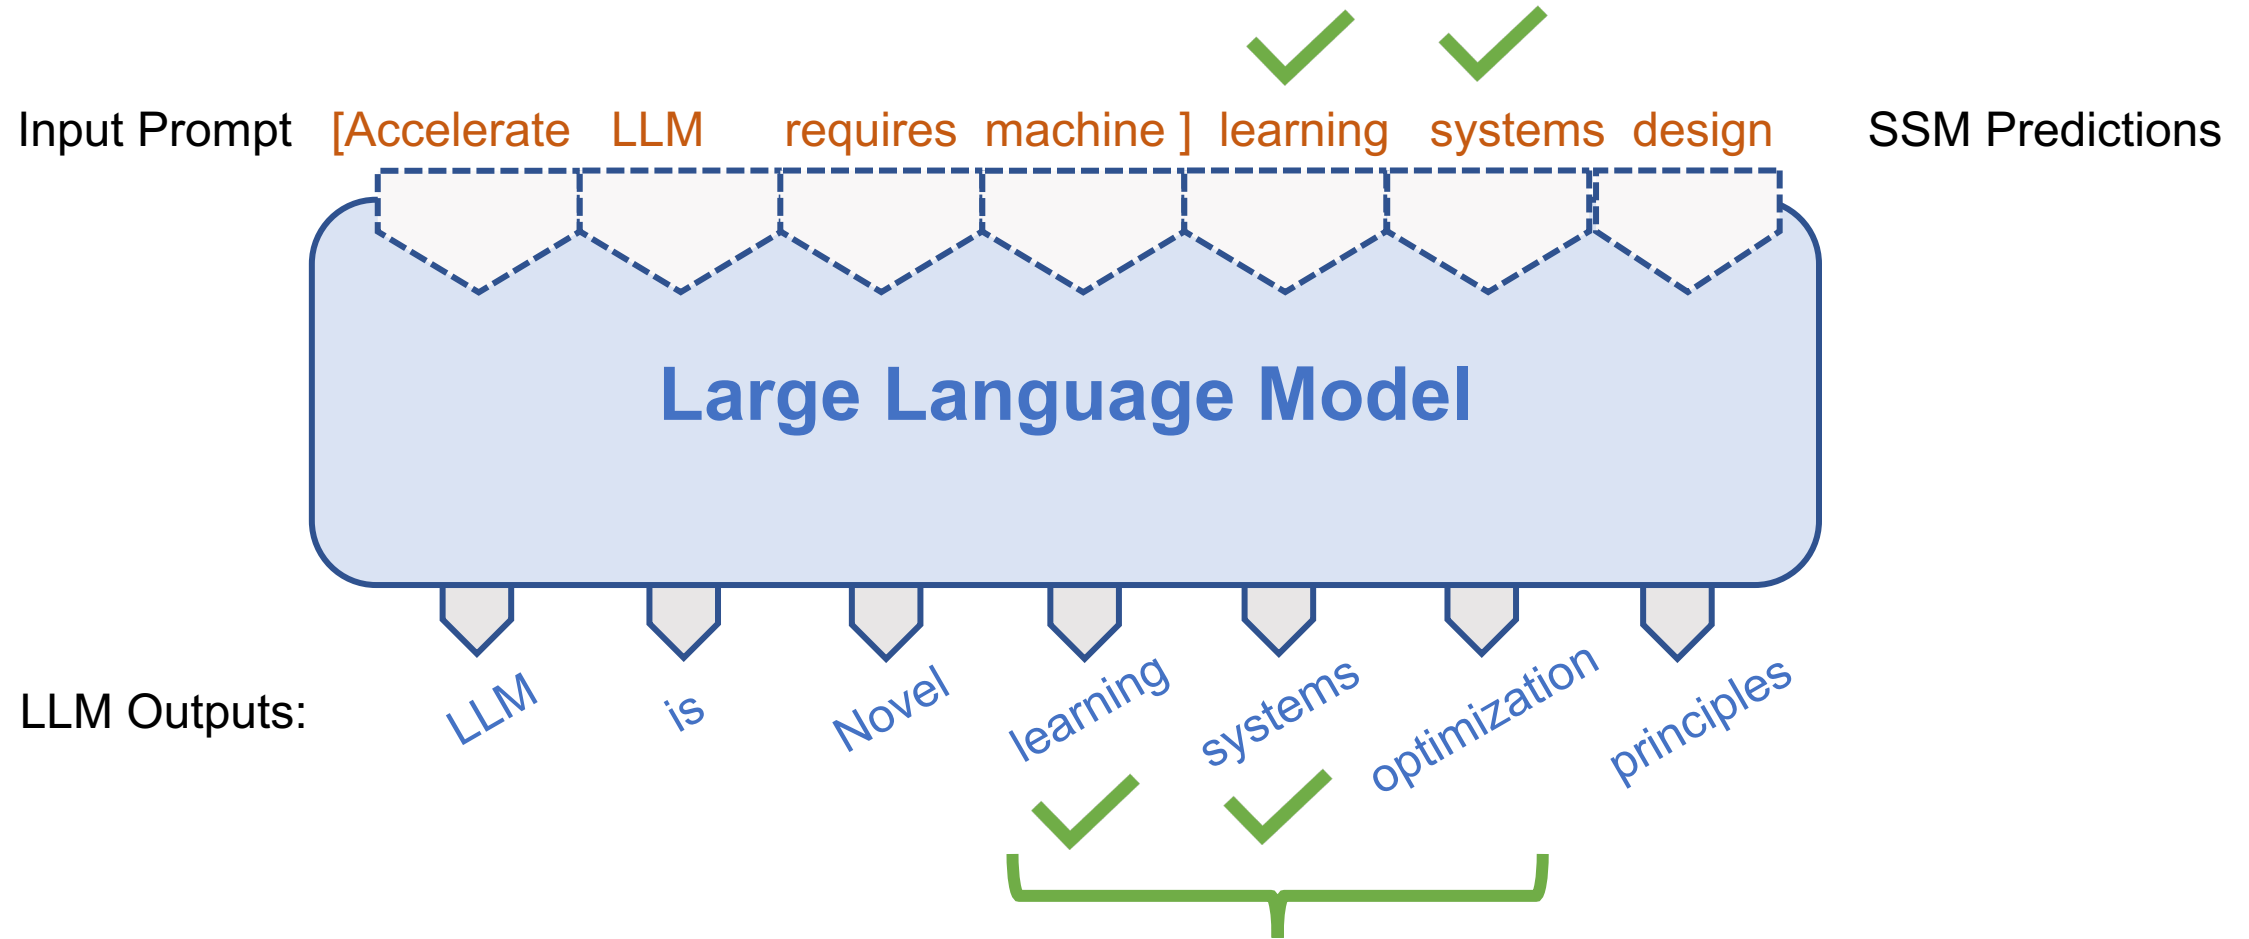 Input Prompt [Accelerate LLM requires machine ] learning systems design SSM Predictions
Large Language Model
LLM Outputs: LLM is Novel learning systems optimization principles